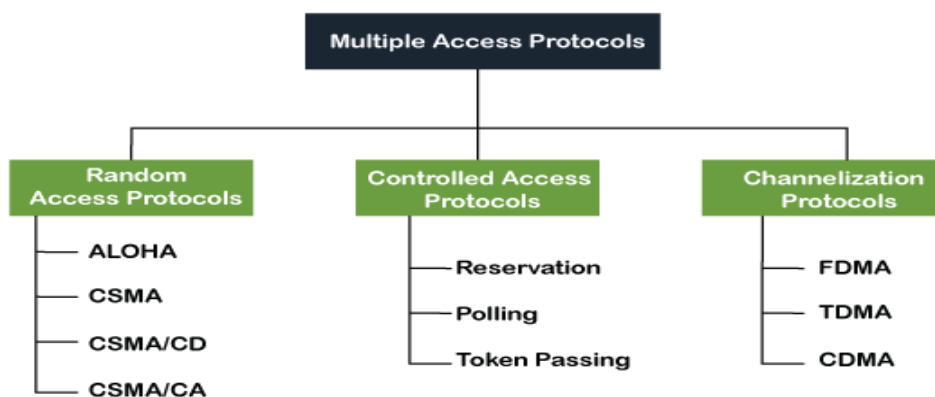 Multiple Access Protocols
Random
Access Protocols
ALOHA
CSMA
CSMA/CD
CSMA/CA
Controlled Access
Protocols
Reservation
Polling
Token Passing
Channelization
Protocols
FDMA
TDMA
CDMA